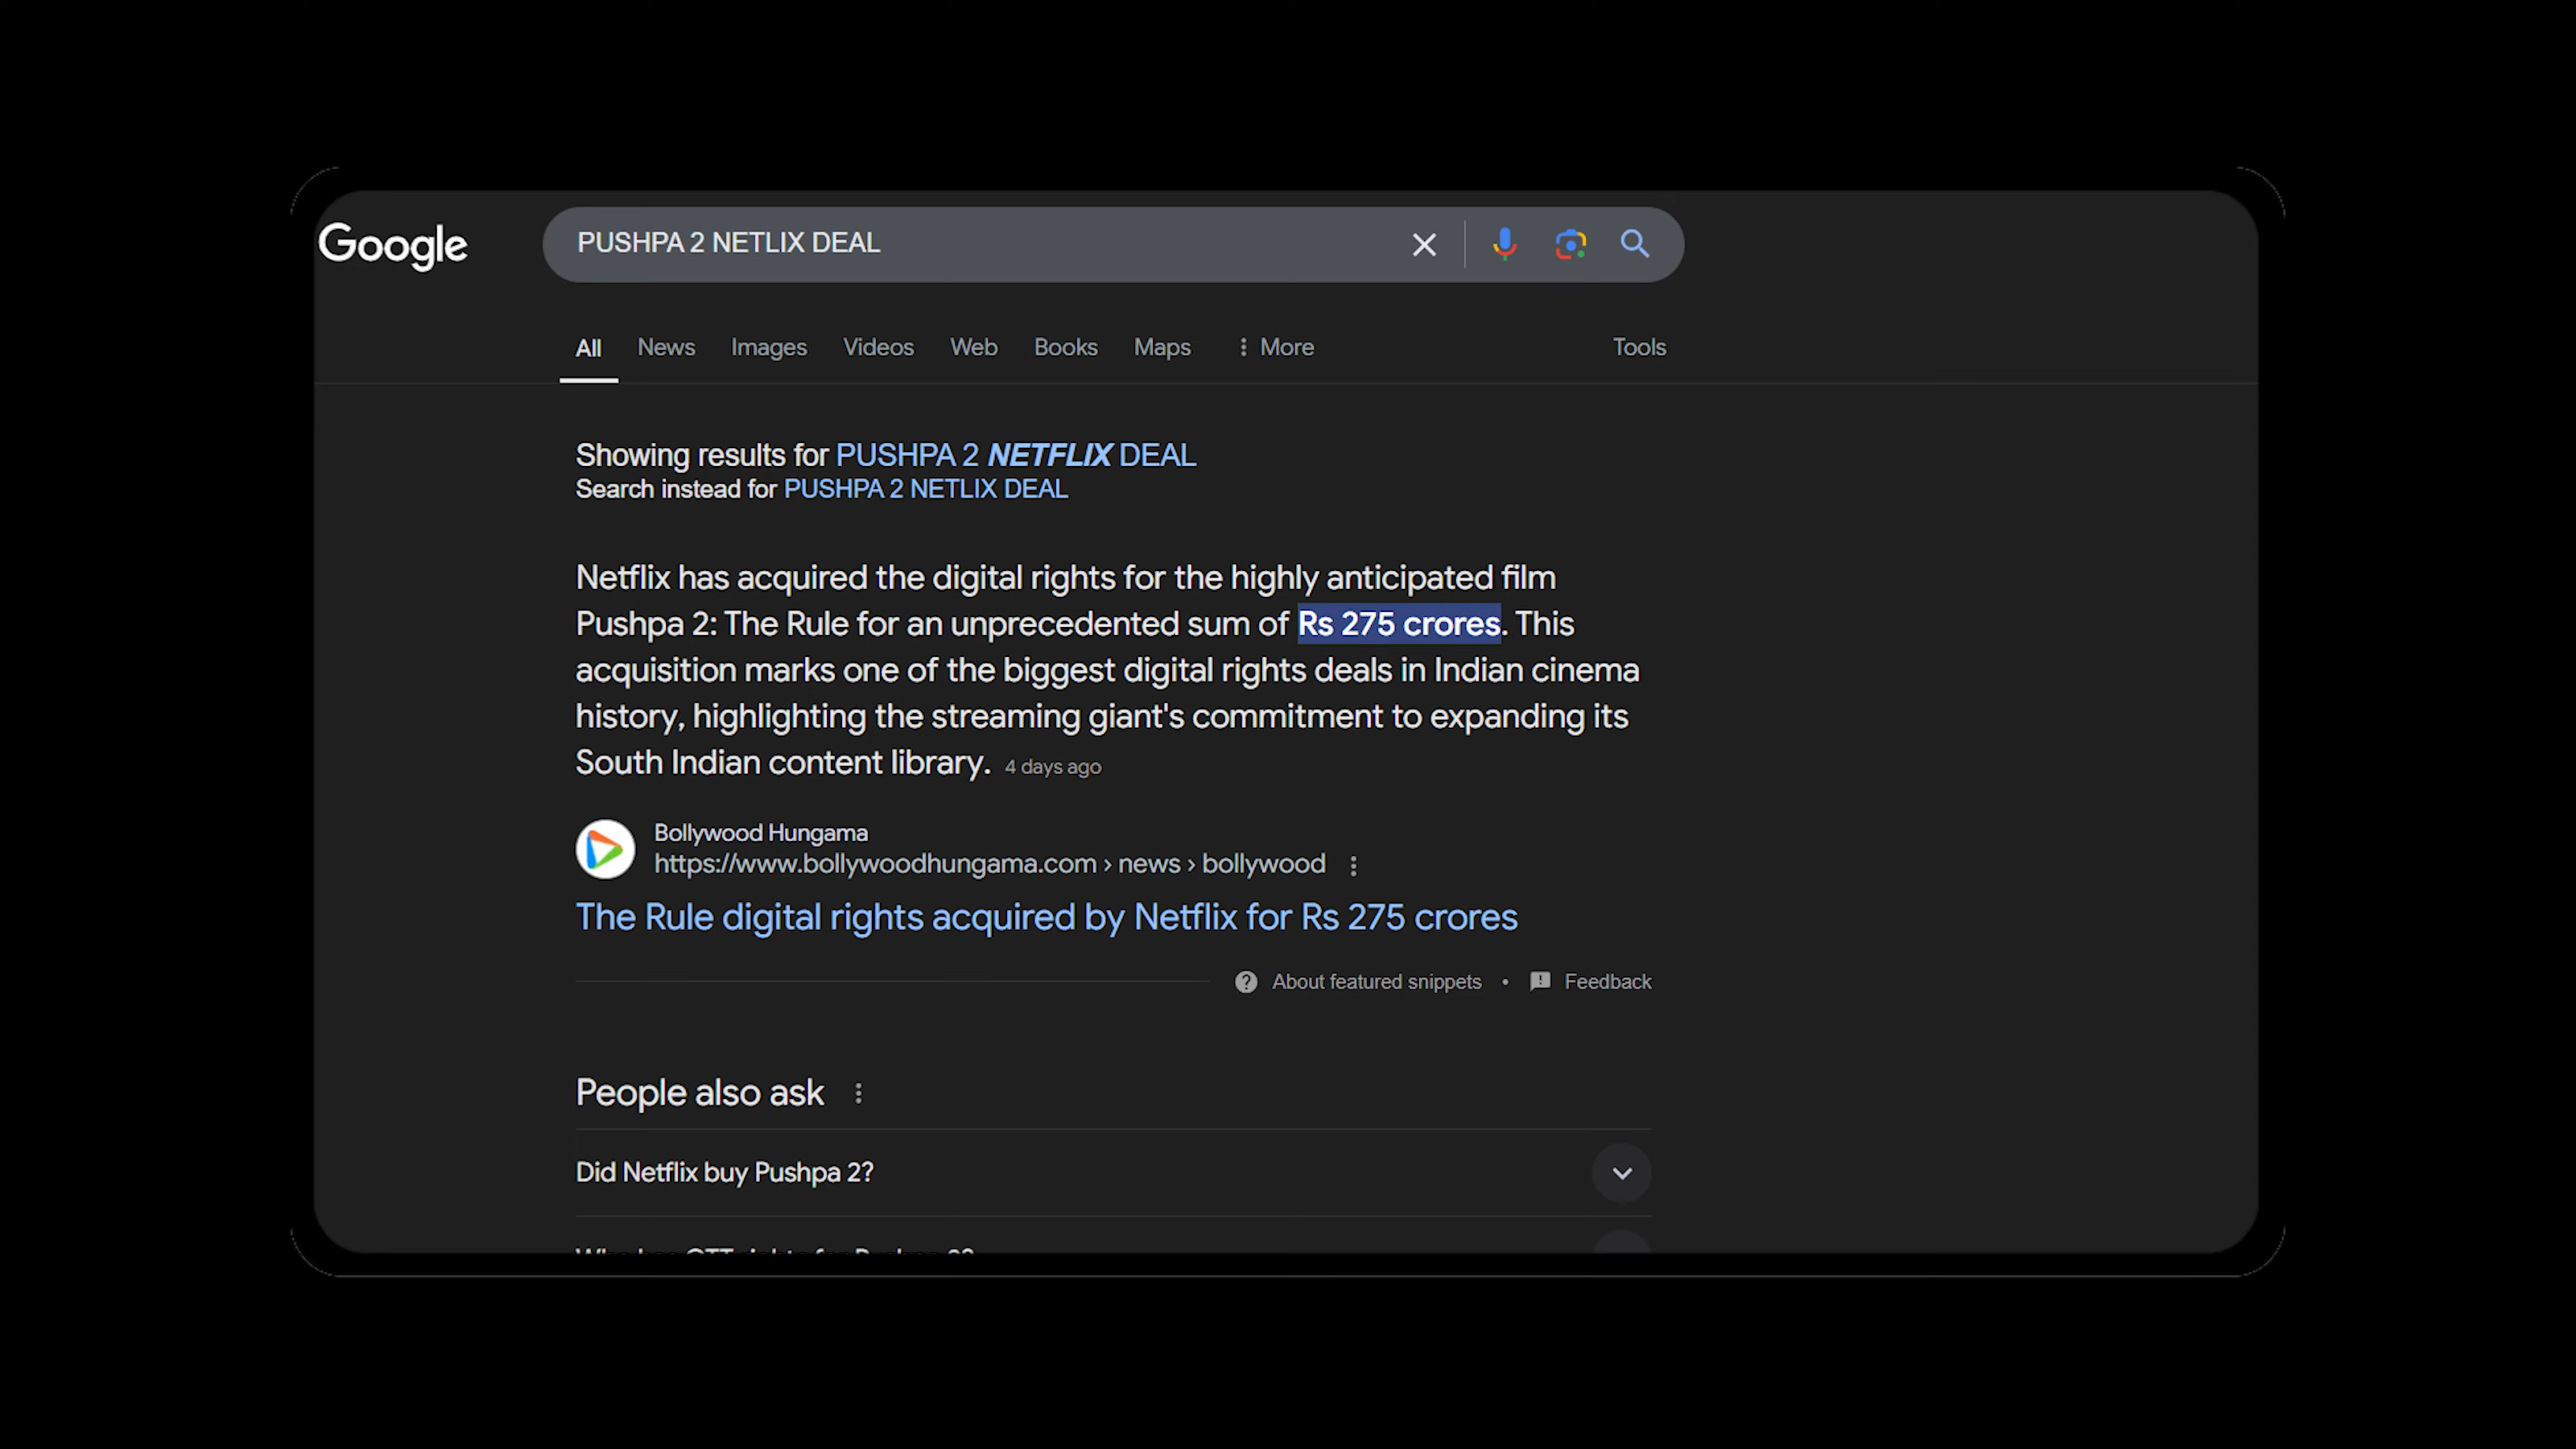 Google
PUSHPA 2 NETLIX DEAL
All News Images Videos Web Books Maps More Tools
Showing results for PUSHPA 2 NETFLIX DEAL
Search instead for PUSHPA 2 NETLIX DEAL
Netflix has acquired the digital rights for the highly anticipated film
Pushpa 2: The Rule for an unprecedented sum of Rs 275 crores. This
acquisition marks one of the biggest digital rights deals in Indian cinema
history, highlighting the streaming giant's commitment to expanding its
South Indian content library. 4 days ago
Bollywood Hungama
https://www.bollywoodhungama.com › news › bollywood
The Rule digital rights acquired by Netflix for Rs 275 crores
About featured snippets • Feedback
People also ask
Did Netflix buy Pushpa 2?